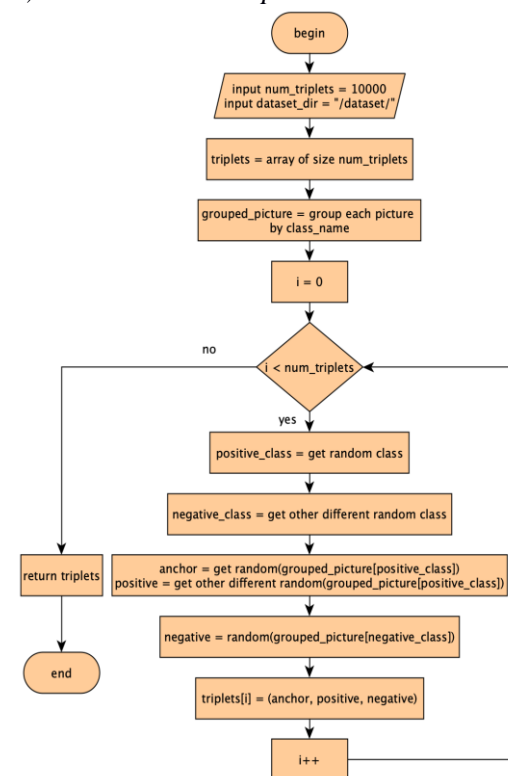 begin
input num_triplets = 10000
input dataset_dir = "/dataset/"
triplets = array of size num_triplets
grouped_picture = group each picture
by class_name
i = 0
i < num_triplets
no
yes
positive_class = get random class
negative_class = get other different random class
anchor = get random(grouped_picture[positive_class])
positive = get other different random(grouped_picture[positive_class])
return triplets
negative = random(grouped_picture[negative_class])
end
triplets[i] = (anchor, positive, negative)
i++